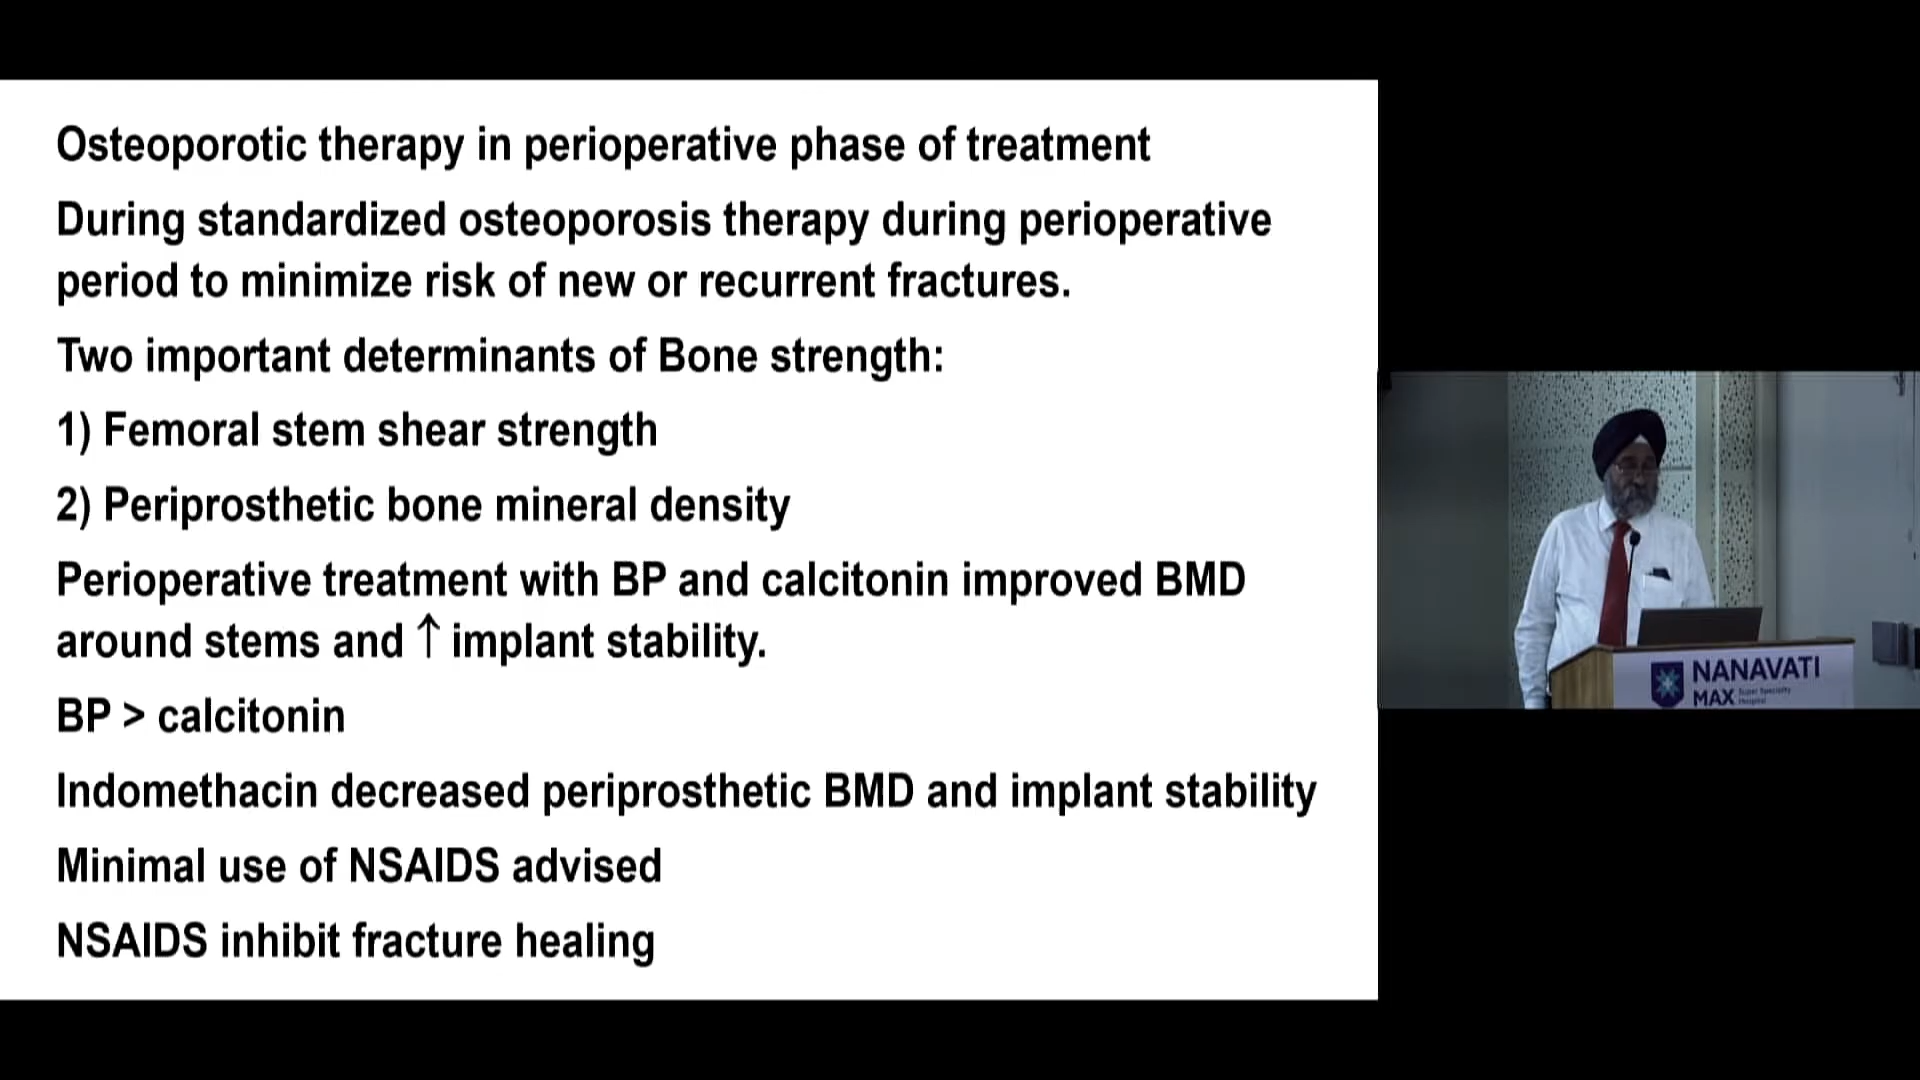 Osteoporotic therapy in perioperative phase of treatment
During standardized osteoporosis therapy during perioperative
period to minimize risk of new or recurrent fractures.
Two important determinants of Bone strength:
1) Femoral stem shear strength
2) Periprosthetic bone mineral density
Perioperative treatment with BP and calcitonin improved BMD
around stems and ↑ implant stability.
BP > calcitonin
Indomethacin decreased periprosthetic BMD and implant stability
Minimal use of NSAIDS advised
NSAIDS inhibit fracture healing
NANAVATI
MAX Super Speciality
Hospital